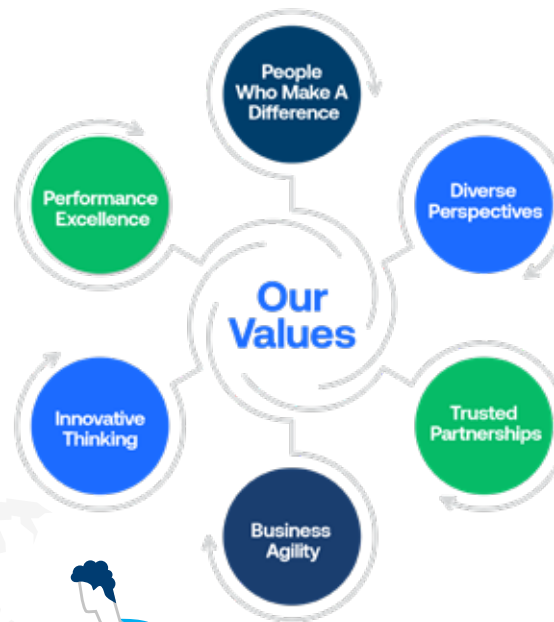 People
Who Make A
Difference
Performance
Excellence
Diverse
Perspectives
Our
Values
Innovative
Thinking
Trusted
Partnerships
Business
Agility